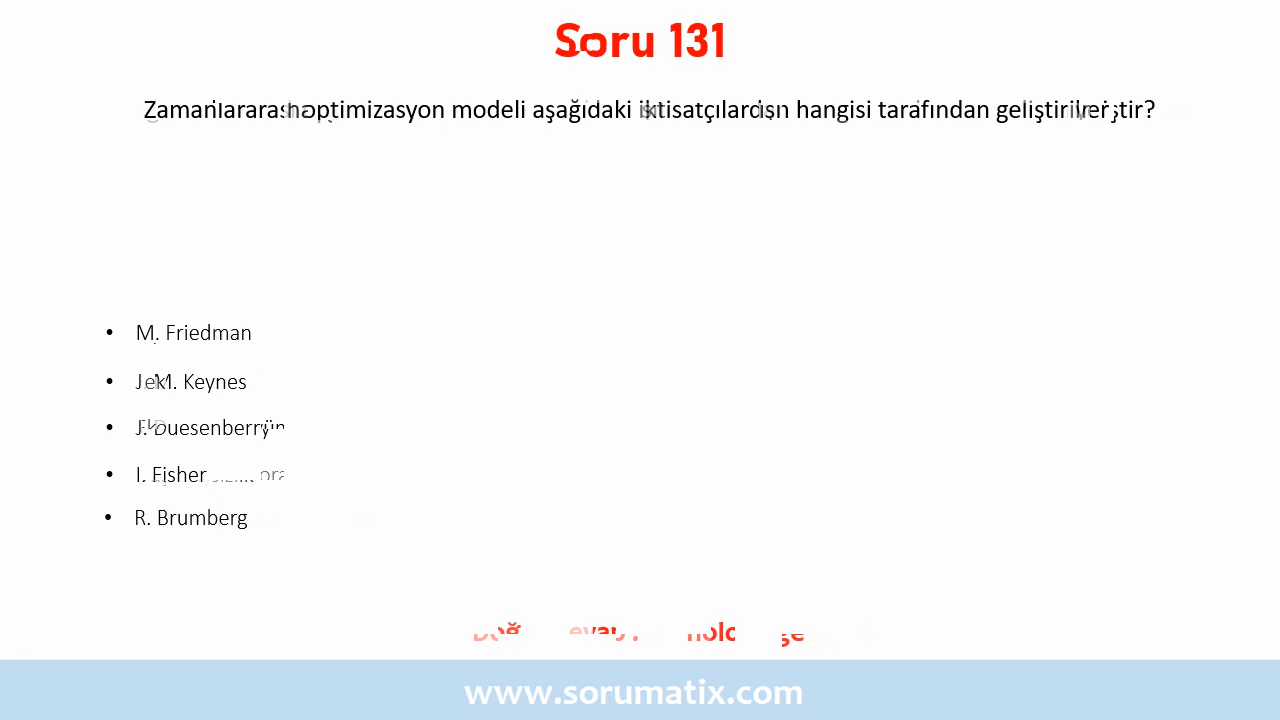 Soru 131
Zamanlararası optimizasyon modeli aşağıdaki iktisatçılardan hangisi tarafından geliştirilmiştir?
• M. Friedman
• J. M. Keynes
• J. Duesenberry
• I. Fisher
• R. Brumberg
www.sorumatix.com